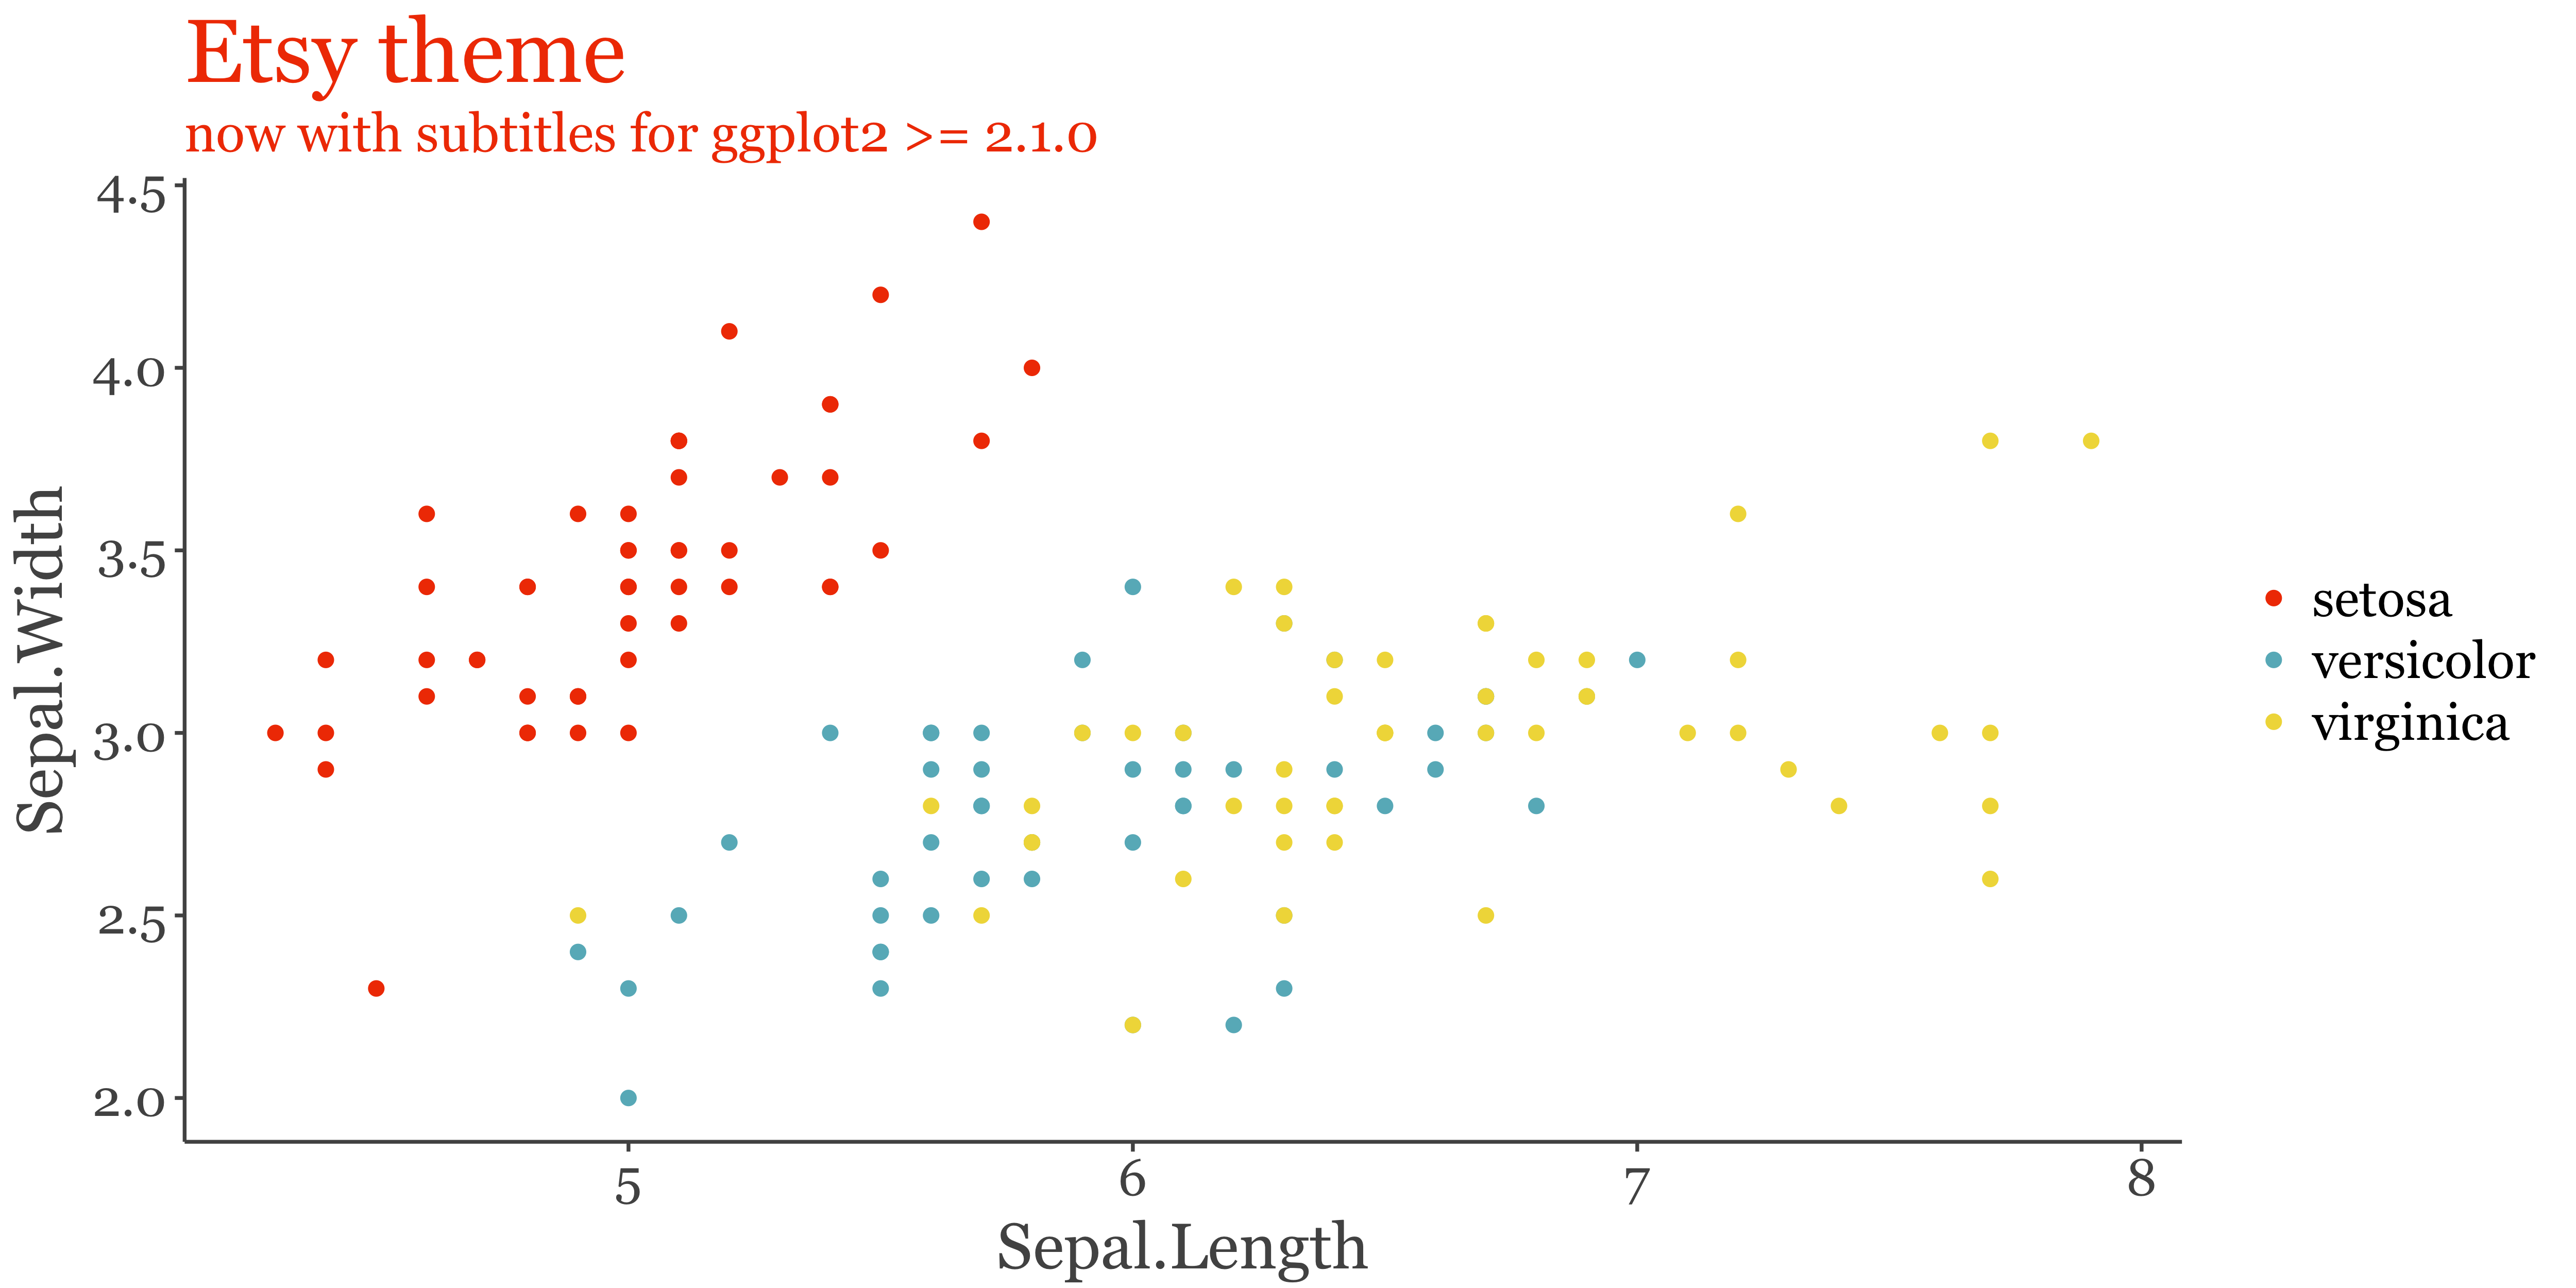 Etsy theme
now with subtitles for ggplot2 >= 2.1.0
4.5
4.0
3.5
3.0
2.5
2.0
Sepal.Width
5 6 7 8
Sepal.Length
setosa
versicolor
virginica